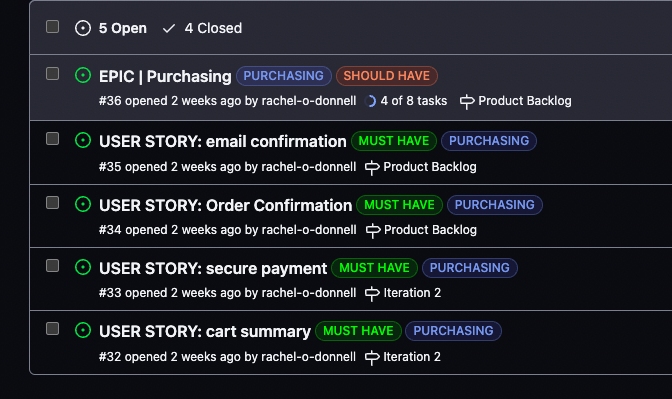 5 Open 4 Closed
EPIC | Purchasing PURCHASING SHOULD HAVE
#36 opened 2 weeks ago by rachel-o-donnell 4 of 8 tasks Product Backlog
USER STORY: email confirmation MUST HAVE PURCHASING
#35 opened 2 weeks ago by rachel-o-donnell Product Backlog
USER STORY: Order Confirmation MUST HAVE PURCHASING
#34 opened 2 weeks ago by rachel-o-donnell Product Backlog
USER STORY: secure payment MUST HAVE PURCHASING
#33 opened 2 weeks ago by rachel-o-donnell Iteration 2
USER STORY: cart summary MUST HAVE PURCHASING
#32 opened 2 weeks ago by rachel-o-donnell Iteration 2